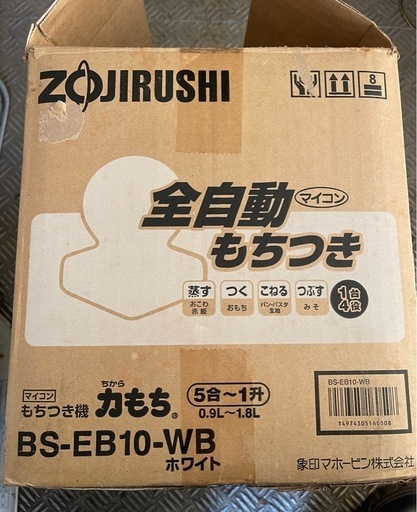 ZOJIRUSHI
8
全自動
マイコン
もちつき
蒸す
おこわ
赤飯
つく
おもち
こねる
パン・パスタ
生地
つぶす
みそ
1台
4役
BS-EB10-WB
T4974305160508
マイコン
もちつき機
ちから
力もち®
5合〜1升
0.9L〜1.8L
BS-EB10-WB
ホワイト
象印マホービン株式会社